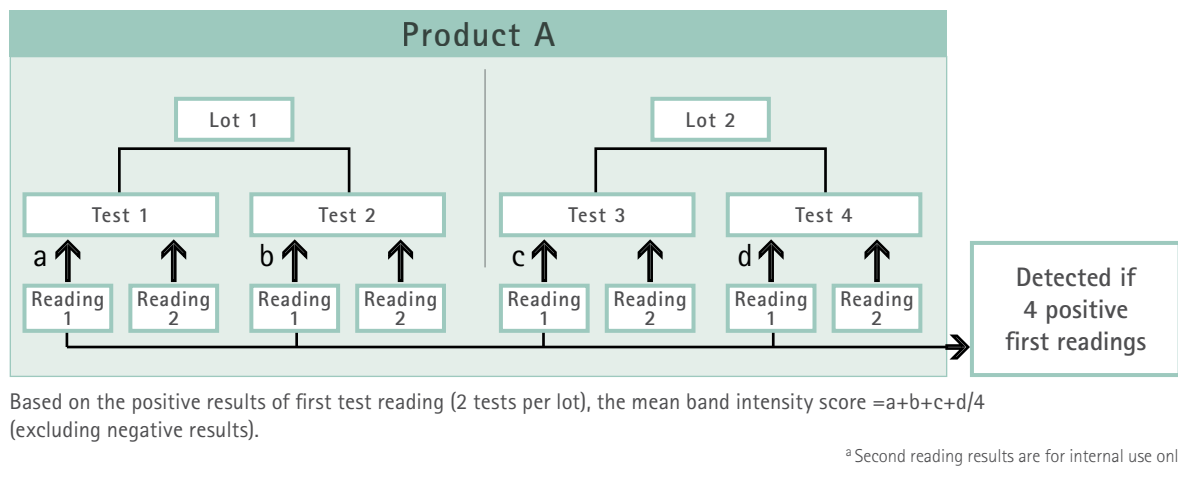 Product A
Lot 1
Lot 2
Test 1
Test 2
Test 3
Test 4
a
b
c
d
Reading
1
Reading
2
Reading
1
Reading
2
Reading
1
Reading
2
Reading
1
Reading
2
Detected if
4 positive
first readings
Based on the positive results of first test reading (2 tests per lot), the mean band intensity score =a+b+c+d/4
(excluding negative results).
a Second reading results are for internal use onl